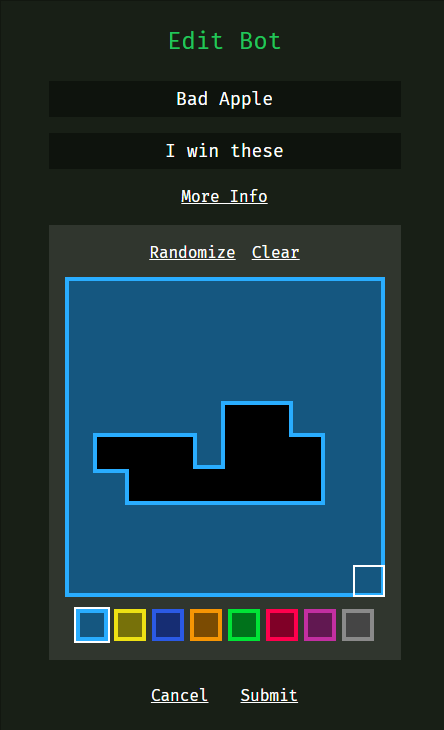 Edit Bot
Bad Apple
I win these
More Info
Randomize Clear
Cancel Submit